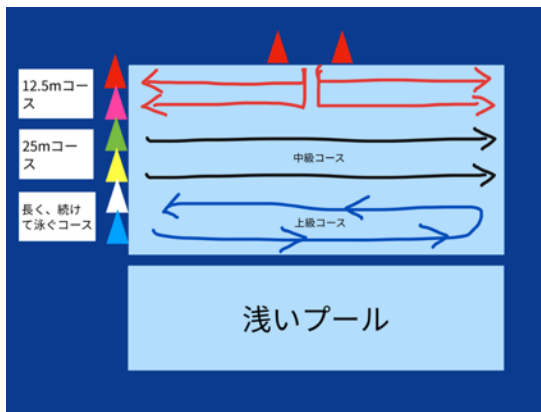 12.5mコー
ス
25mコー
ス
中級コース
長く、続け
て泳ぐコース
上級コース
浅いプール